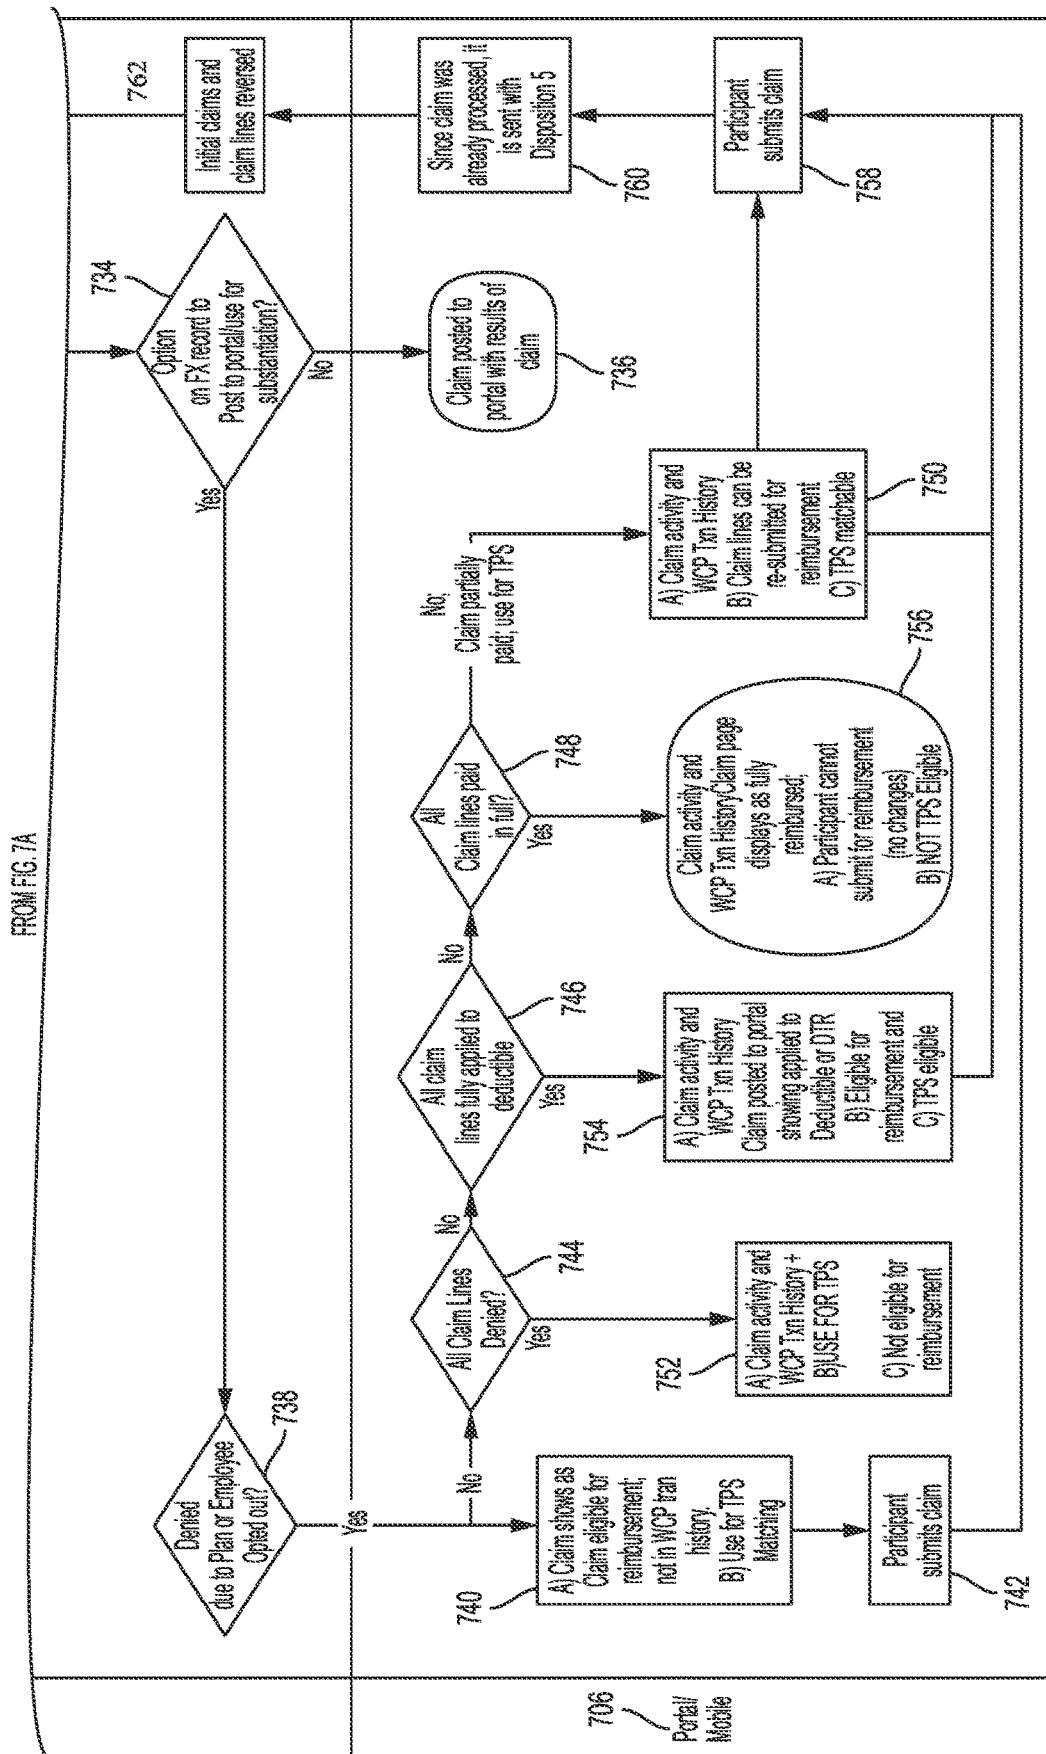 FROM FIG. 7A
Denied
due to Plan or Employee
Opted out?
738
Yes
Option
on FX record to
Post to portal/use for
substantiation?
734
No
Initial claims and
claim lines reversed
762
706
Portal/
Mobile
Yes
No
740
A) Claim shows as
Claim eligible for
reimbursement;
not in WCP tran
history.
B) Use for TPS
Matching
Participant
submits claim
742
All Claim Lines
Denied?
744
No
Yes
752
A) Claim activity and
WCP Txn History +
B)USE FOR TPS
C) Not eligible for
reimbursement
All claim
lines fully applied to
deductible
746
No
Yes
754
A) Claim activity and
WCP Txn History
Claim posted to portal
showing applied to
Deductible or DTR
B) Eligible for
reimbursement and
C) TPS eligible
All
Claim lines paid
in full?
748
Yes
No;
Claim partially
paid; use for TPS
Claim activity and
WCP Txn HistoryClaim page
displays as fully
reimbursed;
A) Participant cannot
submit for reimbursement
(no changes)
B) NOT TPS Eligible
756
A) Claim activity and
WCP Txn History
B) Claim lines can be
re-submitted for
reimbursement
C) TPS matchable
750
Claim posted to
portal with results of
claim
736
Since claim was
already processed, it
is sent with
Disposition 5
760
Participant
submits claim
758